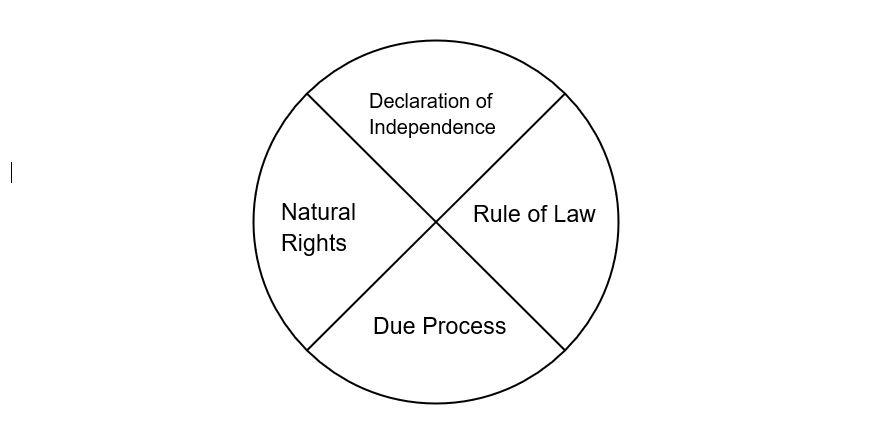 Declaration of
Independence
Natural
Rights
Rule of Law
Due Process